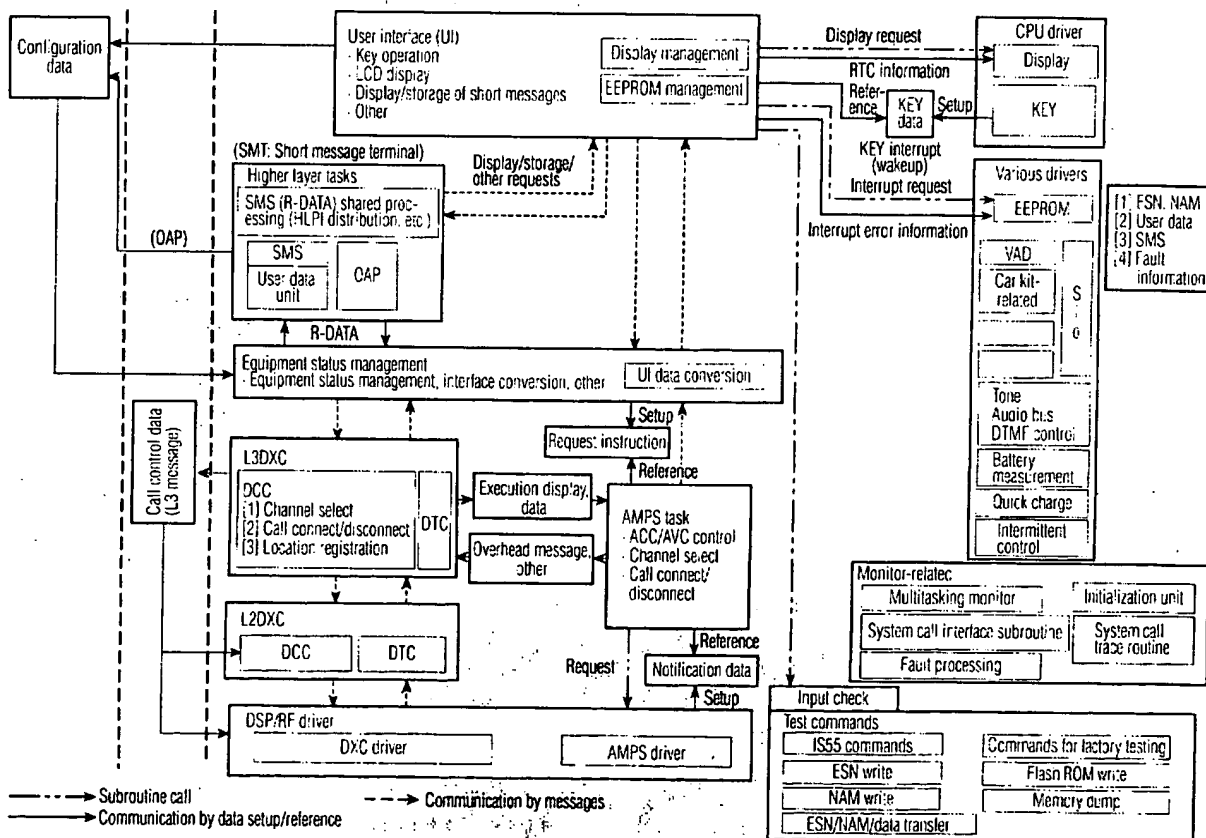 Configuration
data
User interface (UI)
· Key operation
· LCD display
· Display/storage of short messages
· Other
Display management
EEPROM management
Display request
RTC information
Refer-
ence
KEY
data
Setup
KEY interrupt
(wakeup)
Interrupt request
Interrupt error information
CPU driver
Display
KEY
Various drivers
EEPROM
VAD
Car kit-
related
S
I
O
Tone
Audio bus
DTMF control
Battery
measurement
Quick charge
Intermittent
control
[1] ESN, NAM
[2] User data
[3] SMS
[4] Fault
information
(SMT: Short message terminal)
Higher layer tasks
SMS (R-DATA) shared proc-
essing (HLPI distribution, etc.)
SMS
User data
unit
OAP
Display/storage/
other requests
(OAP)
R-DATA
Equipment status management
· Equipment status management, interface conversion, other
UI data conversion
Setup
Request instruction
Reference
Call control data
(L3 message)
L3DXC
DCC
[1] Channel select
[2] Call connect/disconnect
[3] Location registration
DTC
Execution display,
data
Overhead message,
other
AMPS task
· ACC/AVC control
· Channel select
· Call connect/
disconnect
L2DXC
DCC
DTC
Request
Reference
Notification data
Setup
DSP/RF driver
DXC driver
AMPS driver
Monitor-related
Multitasking monitor
Initialization unit
System call interface subroutine
System call
trace routine
Fault processing
Input check
Test commands
IS55 commands
Commands for factory testing
ESN write
Flash ROM write
NAM write
Memory dump
ESN/NAM/data transfer
Subroutine call
Communication by messages
Communication by data setup/reference